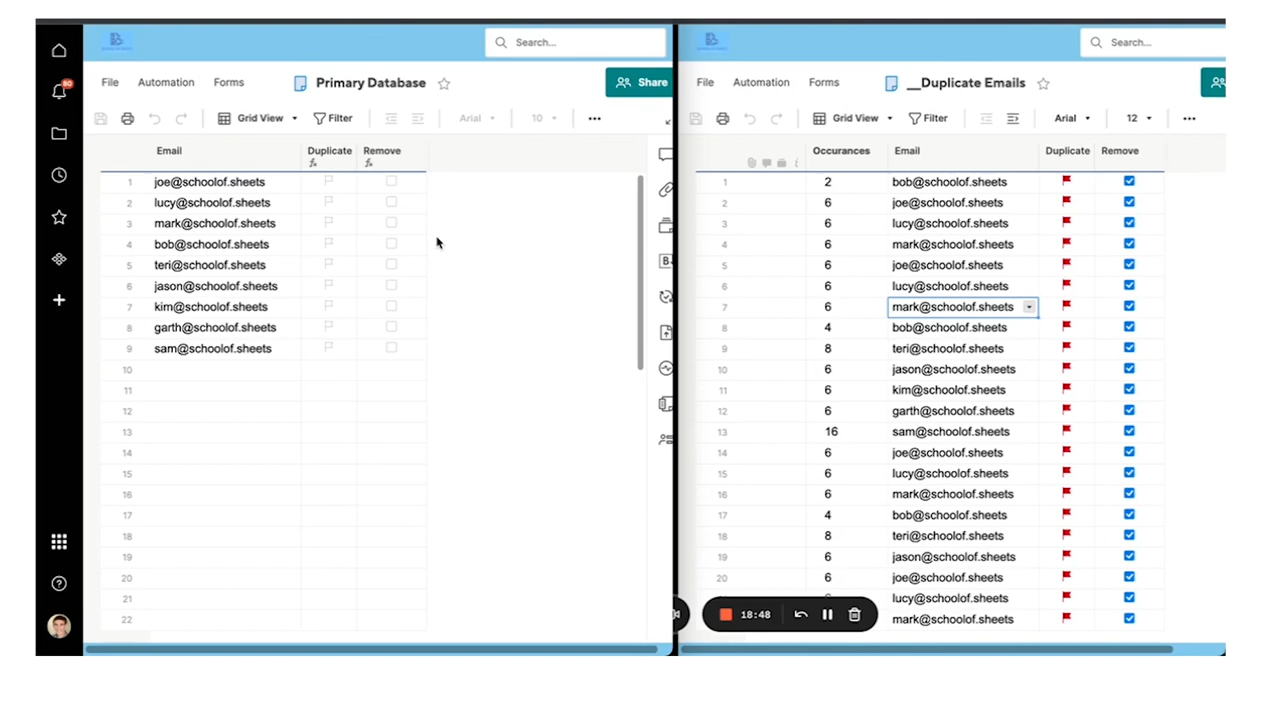 Search...
File Automation Forms Primary Database Share
Grid View Filter Arial 10
Email Duplicate Remove
fx fx
1 joe@schoolof.sheets
2 lucy@schoolof.sheets
3 mark@schoolof.sheets
4 bob@schoolof.sheets
5 teri@schoolof.sheets
6 jason@schoolof.sheets
7 kim@schoolof.sheets
8 garth@schoolof.sheets
9 sam@schoolof.sheets
10
11
12
13
14
15
16
17
18
19
20
21
22
Search...
File Automation Forms __Duplicate Emails
Grid View Filter Arial 12
Occurances Email Duplicate Remove
1 2 bob@schoolof.sheets
2 6 joe@schoolof.sheets
3 6 lucy@schoolof.sheets
4 6 mark@schoolof.sheets
5 6 joe@schoolof.sheets
6 6 lucy@schoolof.sheets
7 6 mark@schoolof.sheets
8 4 bob@schoolof.sheets
9 8 teri@schoolof.sheets
10 6 jason@schoolof.sheets
11 6 kim@schoolof.sheets
12 6 garth@schoolof.sheets
13 16 sam@schoolof.sheets
14 6 joe@schoolof.sheets
15 6 lucy@schoolof.sheets
16 6 mark@schoolof.sheets
17 4 bob@schoolof.sheets
18 8 teri@schoolof.sheets
19 6 jason@schoolof.sheets
20 6 joe@schoolof.sheets
lucy@schoolof.sheets
mark@schoolof.sheets
18:48